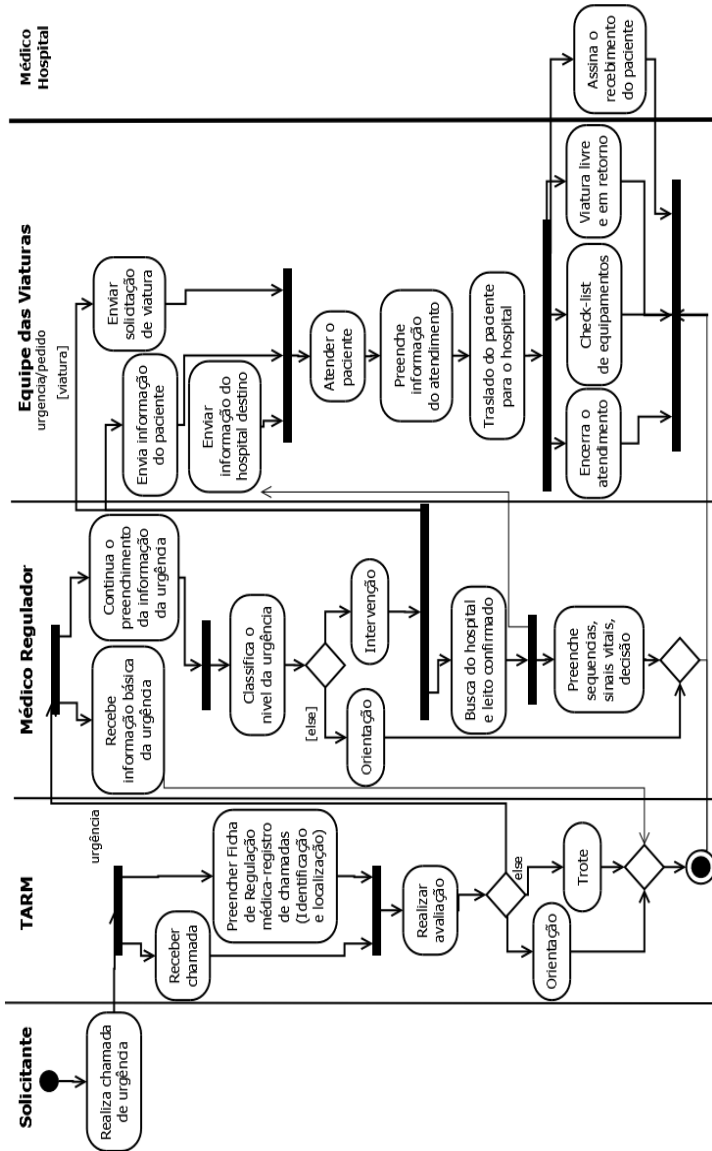 Solicitante
Realiza chamada
de urgência
TARM
urgência
Receber
chamada
Preencher Ficha
de Regulação
médica-registro
de chamadas
(Identificação
e localização)
Realizar
avaliação
else
Orientação
Trote
Médico Regulador
Recebe
informação básica
da urgência
Continua o
preenchimento
da informação
da urgência
Classifica o
nivel da urgência
[else]
Orientação
Intervenção
Busca do hospital
e leito confirmado
Preenche
sequencias,
sinais vitais,
decisão
Equipe das Viaturas
urgencia/pedido
[viatura]
Envia informação
do paciente
Enviar
solicitação
de viatura
Enviar
informação do
hospital destino
Atender o
paciente
Preenche
informação
do atendimento
Traslado do paciente
para o hospital
Encerra o
atendimento
Check-list
de equipamentos
Viatura livre
e em retorno
Médico
Hospital
Assina o
recebimento
do paciente